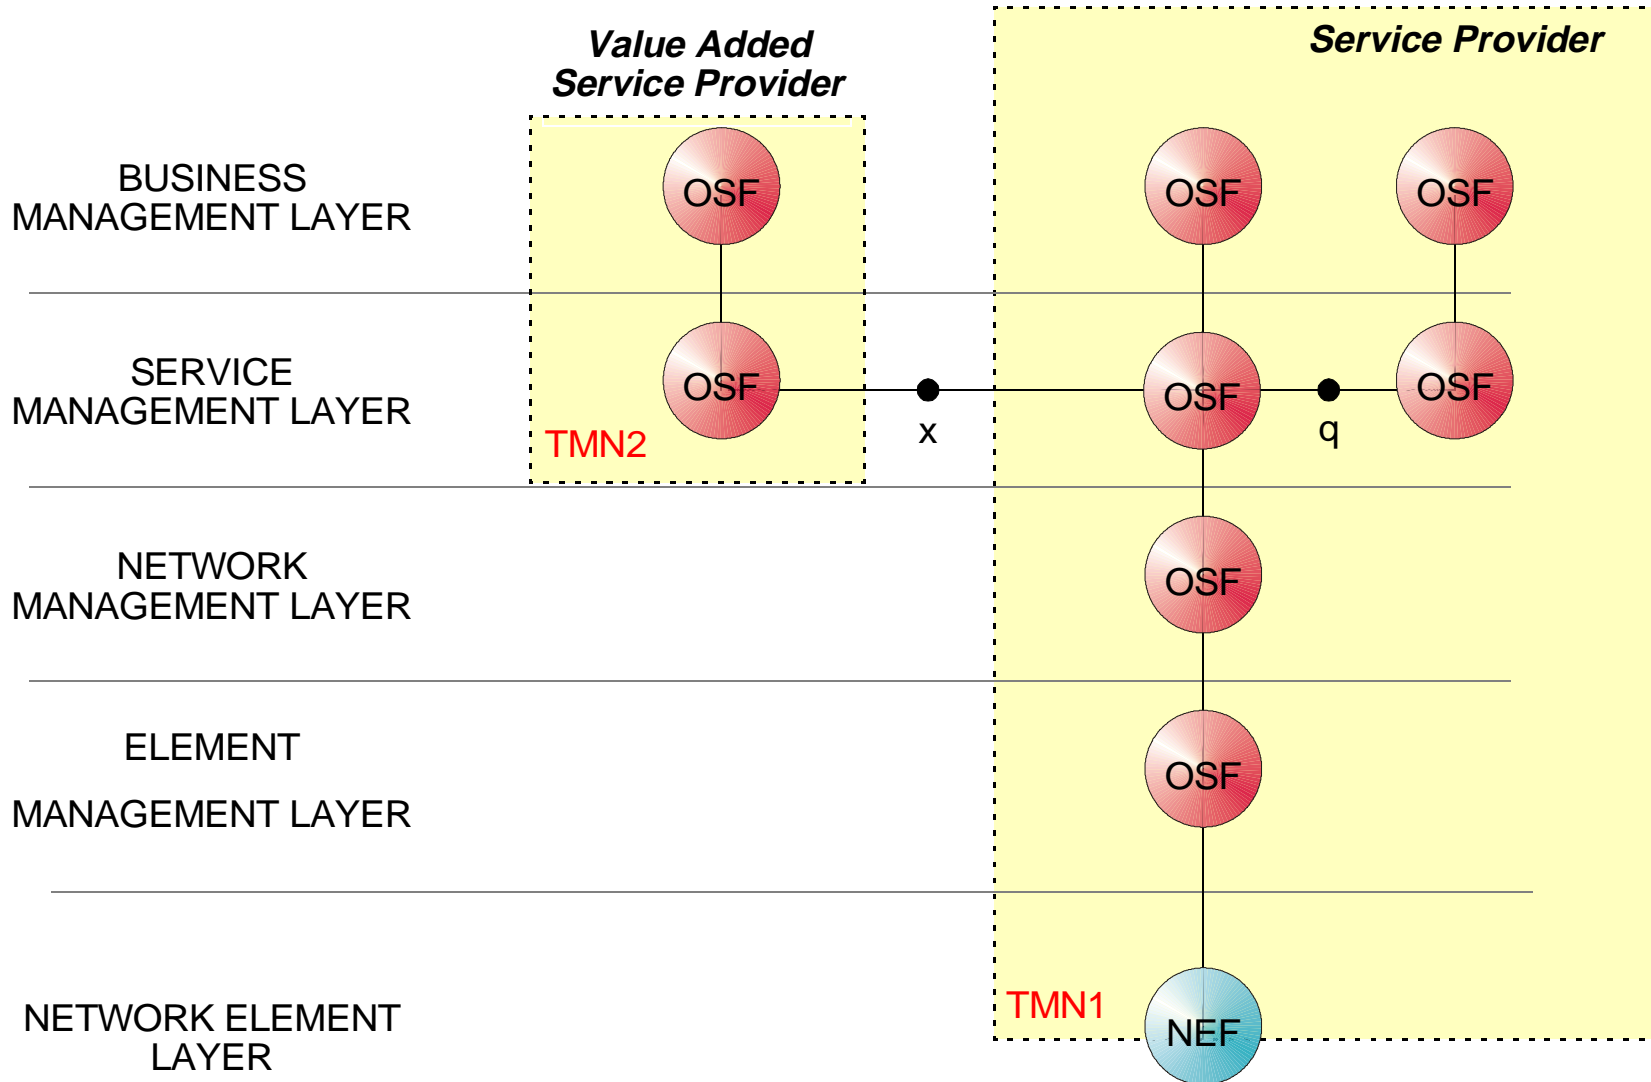 Value Added
Service Provider
Service Provider
BUSINESS
MANAGEMENT LAYER
OSF
OSF
OSF
SERVICE
MANAGEMENT LAYER
OSF
OSF
OSF
TMN2
x
q
NETWORK
MANAGEMENT LAYER
OSF
ELEMENT
MANAGEMENT LAYER
OSF
NETWORK ELEMENT
LAYER
TMN1
NEF